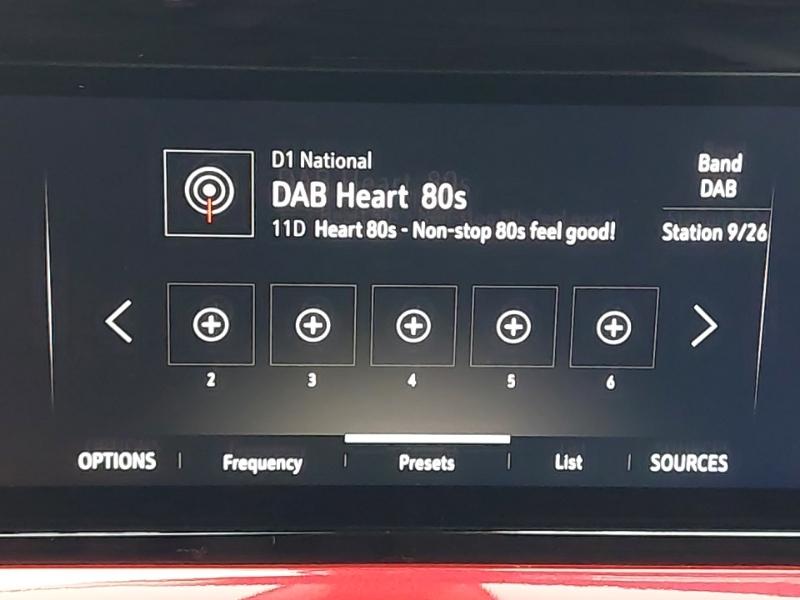 D1 National
DAB Heart 80s
11D Heart 80s - Non-stop 80s feel good!
Band
DAB
Station 9/26
2 3 4 5 6
OPTIONS | Frequency | Presets | List | SOURCES